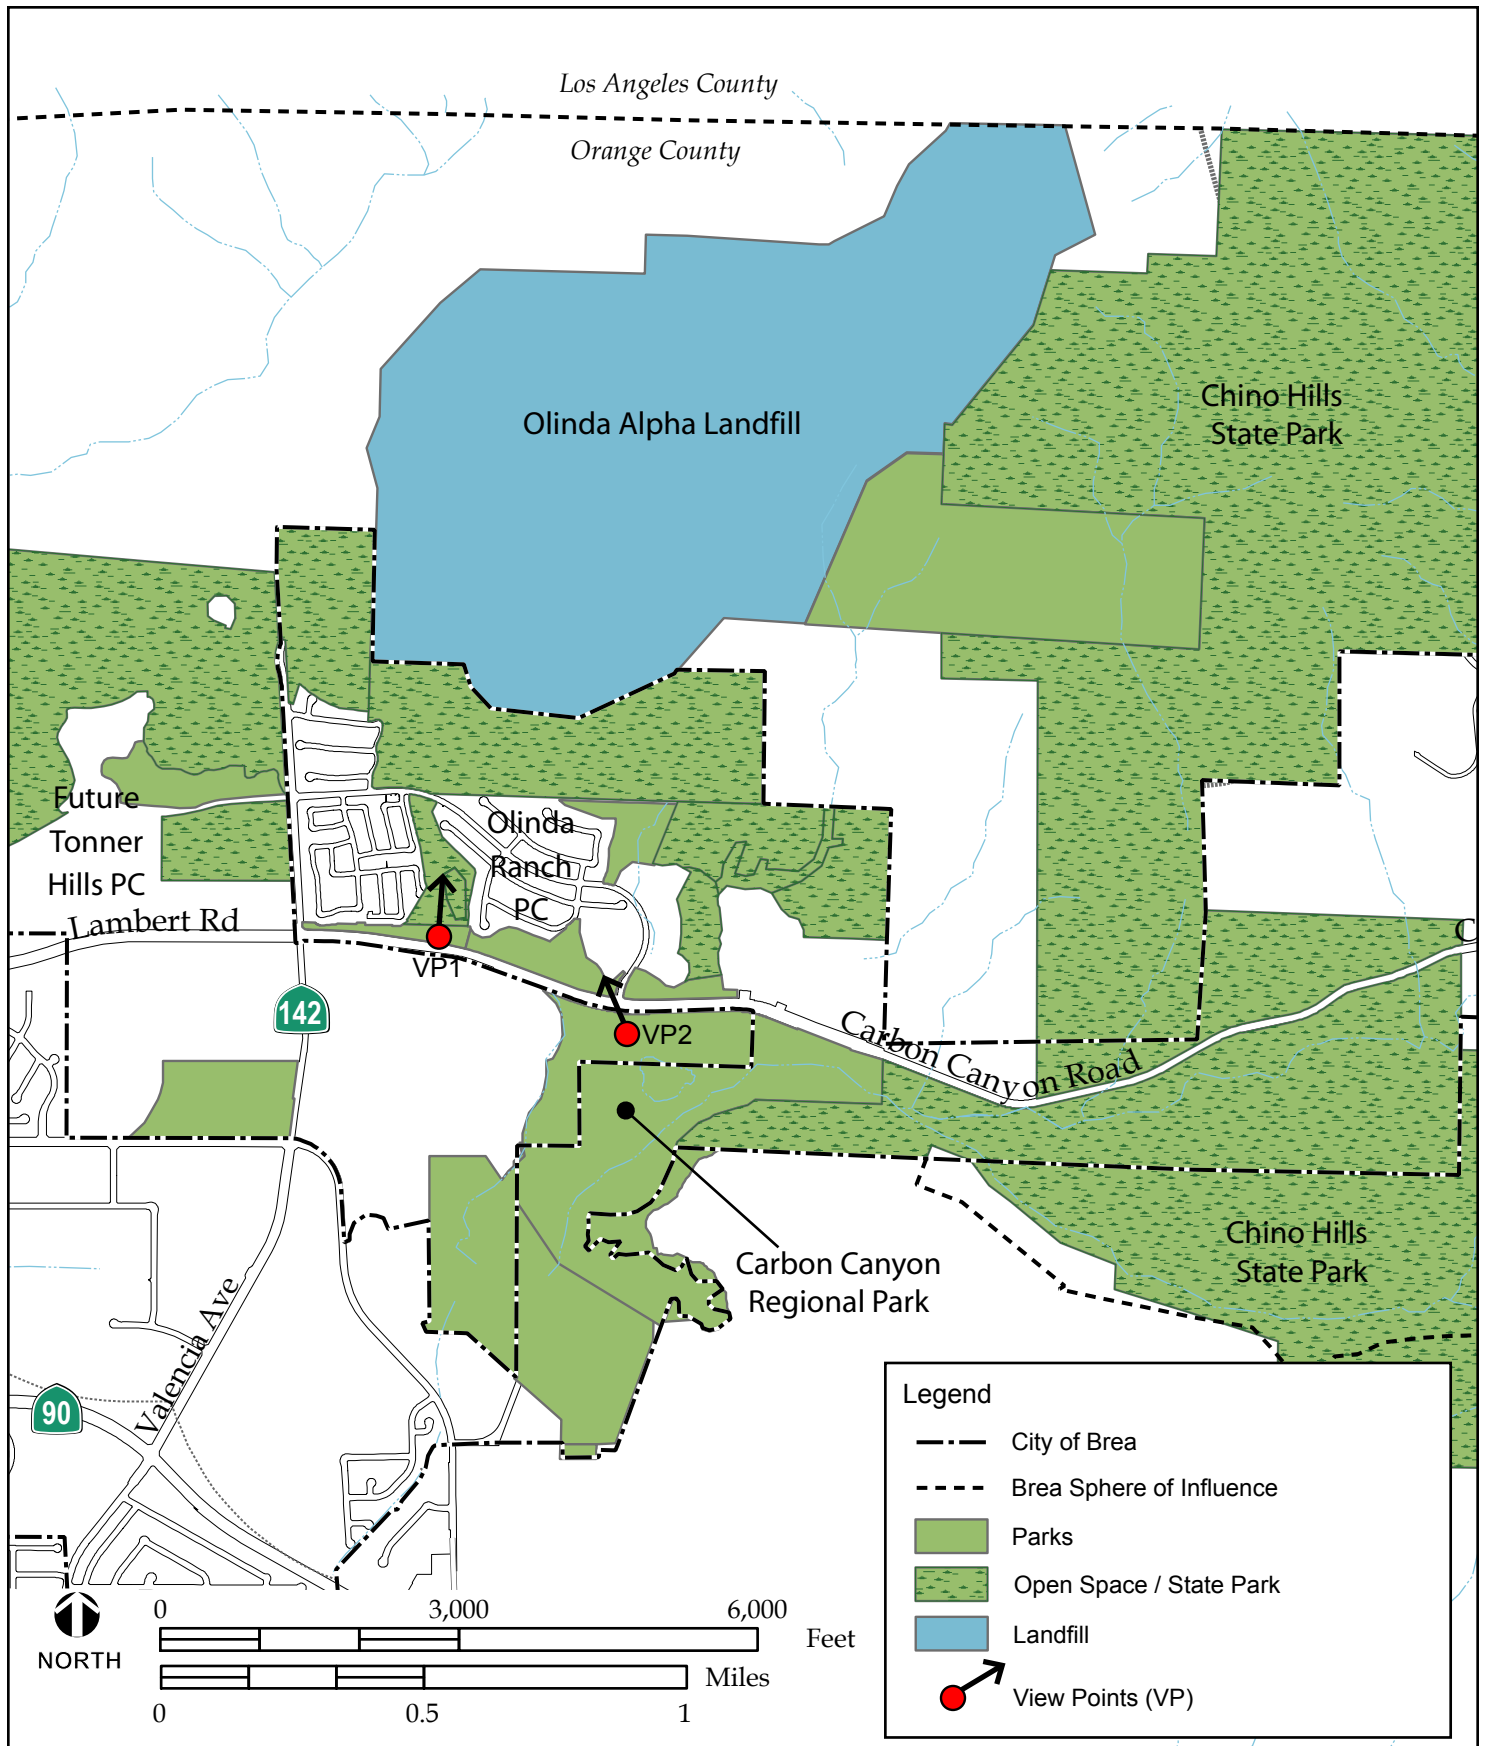 Los Angeles County
Orange County
Chino Hills
State Park
Olinda Alpha Landfill
Future
Tonner
Hills PC
Olinda
Ranch
PC
Lambert Rd
C
VP1
142
VP2
Carbon Canyon Road
Chino Hills
State Park
Carbon Canyon
Regional Park
Valencia Ave
90
Legend
City of Brea
Brea Sphere of Influence
Parks
Open Space / State Park
Landfill
View Points (VP)
NORTH
0 3,000 6,000
Feet
Miles
0 0.5 1